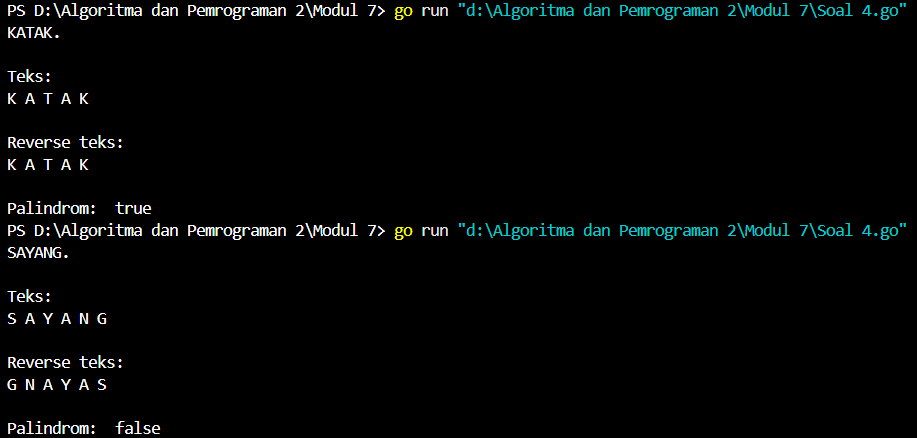 PS D:\Algoritma dan Pemrograman 2\Modul 7> go run "d:\Algoritma dan Pemrograman 2\Modul 7\Soal 4.go"
KATAK.
Teks:
K A T A K
Reverse teks:
K A T A K
Palindrom:  true
PS D:\Algoritma dan Pemrograman 2\Modul 7> go run "d:\Algoritma dan Pemrograman 2\Modul 7\Soal 4.go"
SAYANG.
Teks:
S A Y A N G
Reverse teks:
G N A Y A S
Palindrom:  false